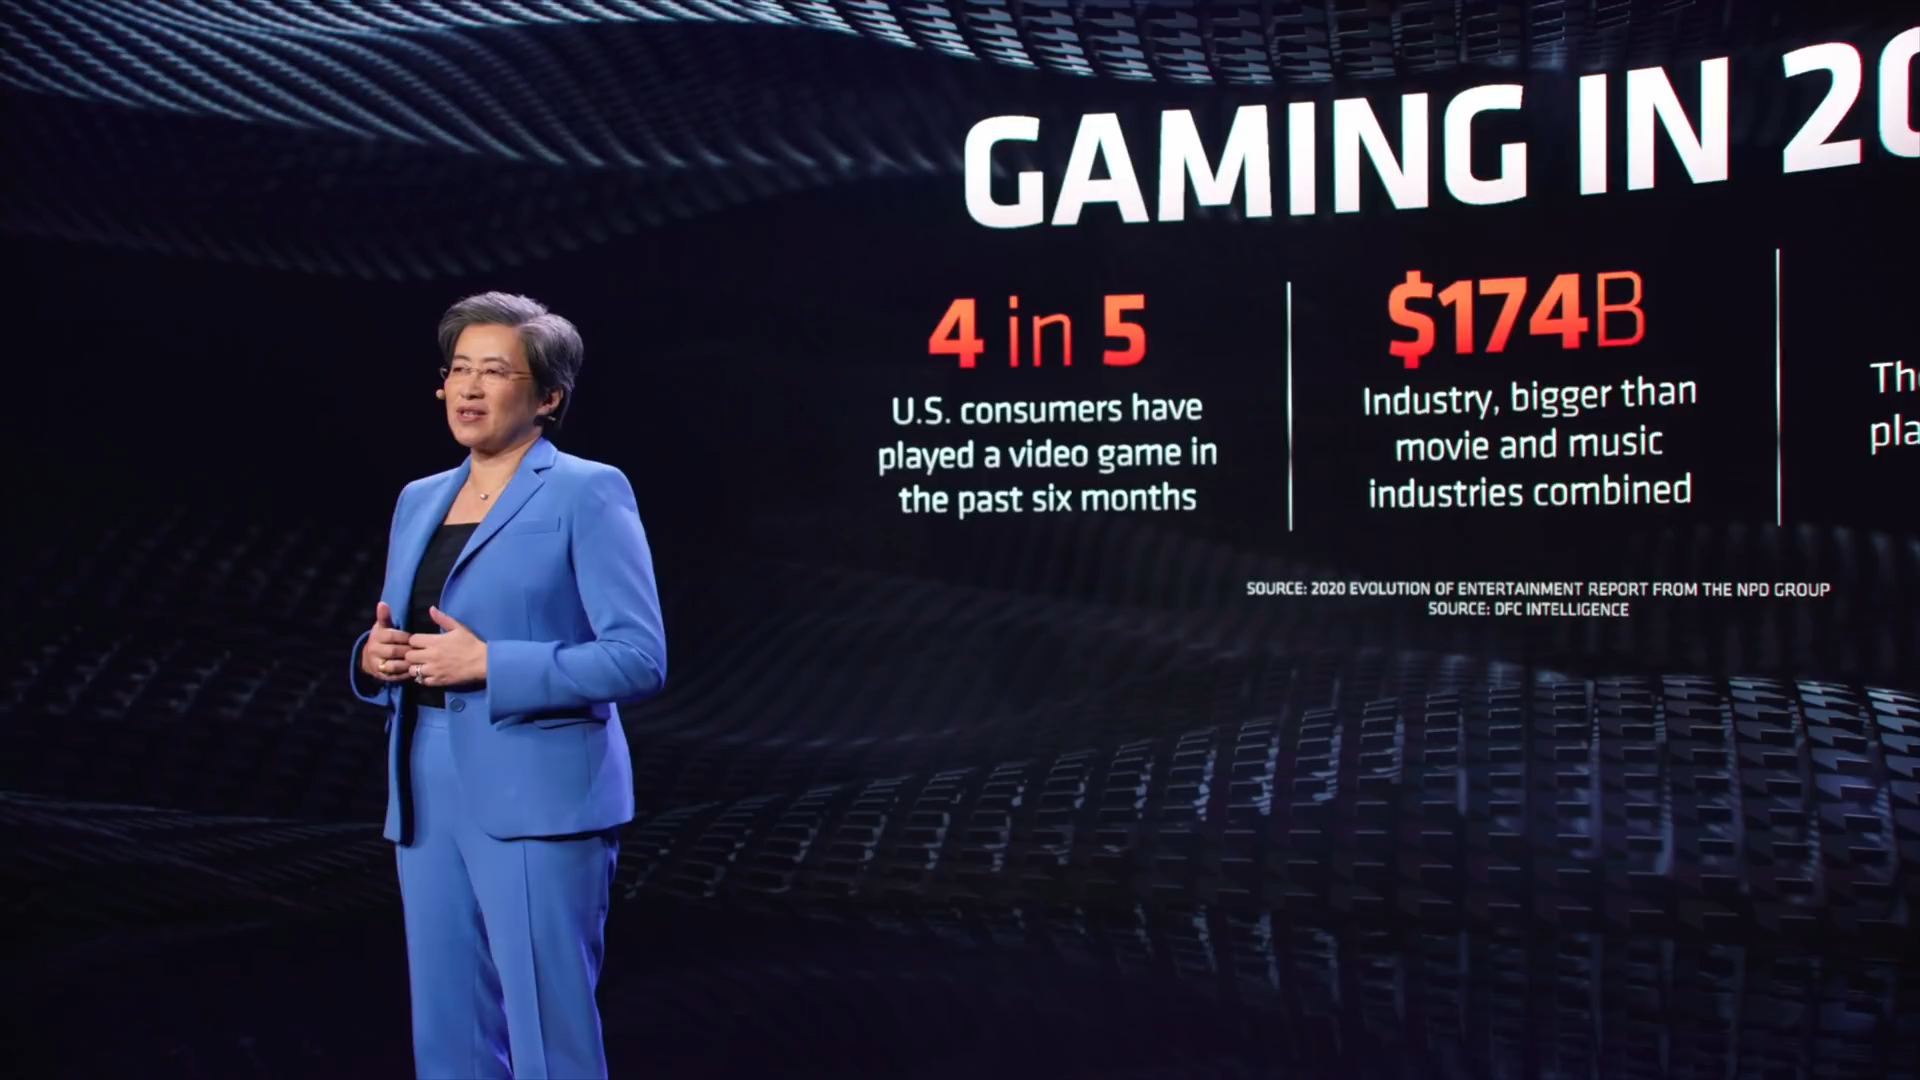 GAMING IN 20
4 in 5
U.S. consumers have
played a video game in
the past six months
$174B
Industry, bigger than
movie and music
industries combined
SOURCE: 2020 EVOLUTION OF ENTERTAINMENT REPORT FROM THE NPD GROUP
SOURCE: DFC INTELLIGENCE